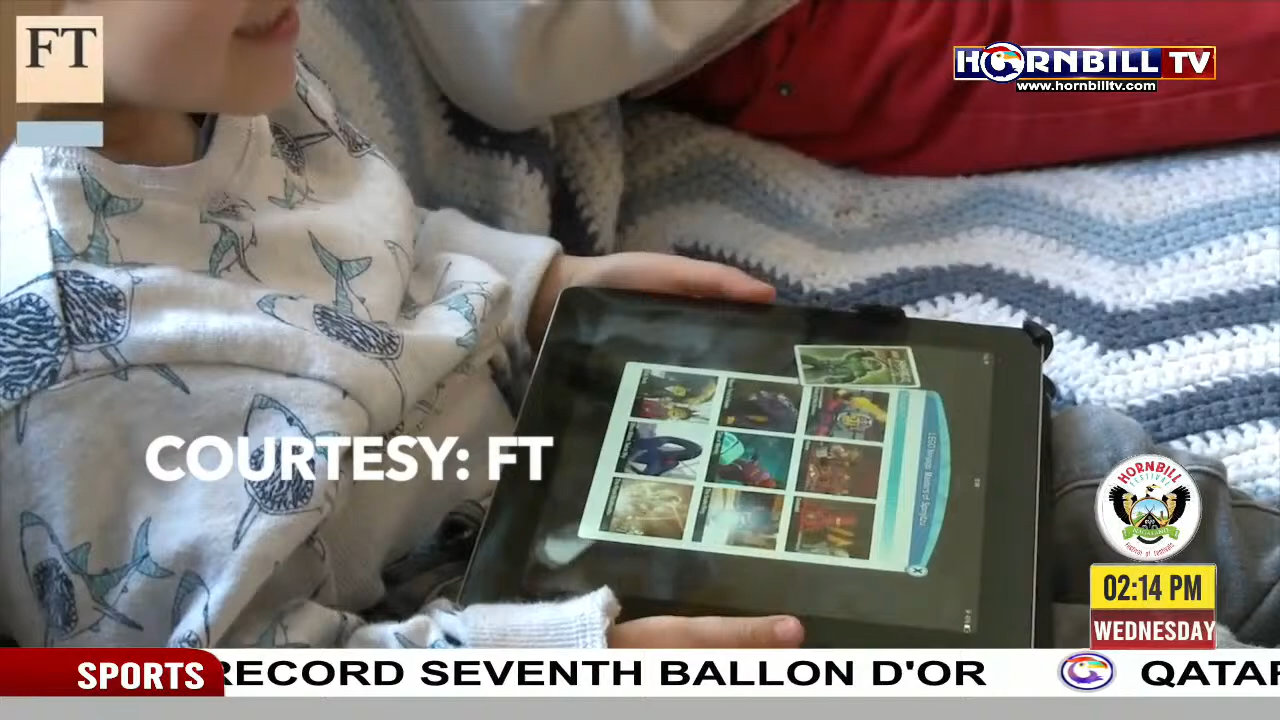 FT
HORNBILL TV
www.hornbilltv.com
COURTESY: FT
HORNBILL
FESTIVAL
02:14 PM
WEDNESDAY
SPORTS
RECORD SEVENTH BALLON D'OR
QATAR